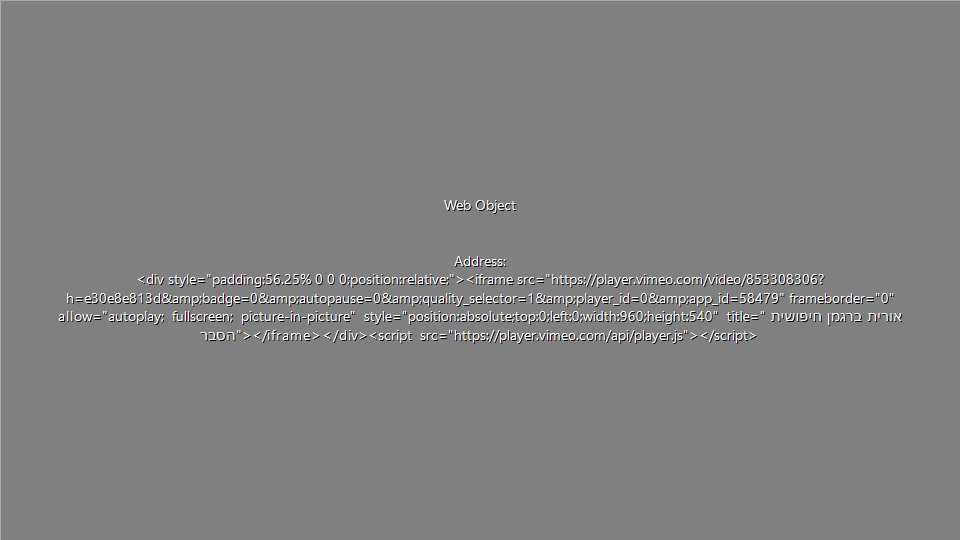 Web Object
Address:
<div style="padding:56.25% 0 0 0;position:relative;"><iframe src="https://player.vimeo.com/video/853308306?
h=e30e8e813d&amp;badge=0&amp;autopause=0&amp;quality_selector=1&amp;player_id=0&amp;app_id=58479" frameborder="0"
allow="autoplay; fullscreen; picture-in-picture" style="position:absolute;top:0;left:0;width:960;height:540" title=" אורית ברגמן חיפושית
הסבר"></iframe></div><script src="https://player.vimeo.com/api/player.js"></script>